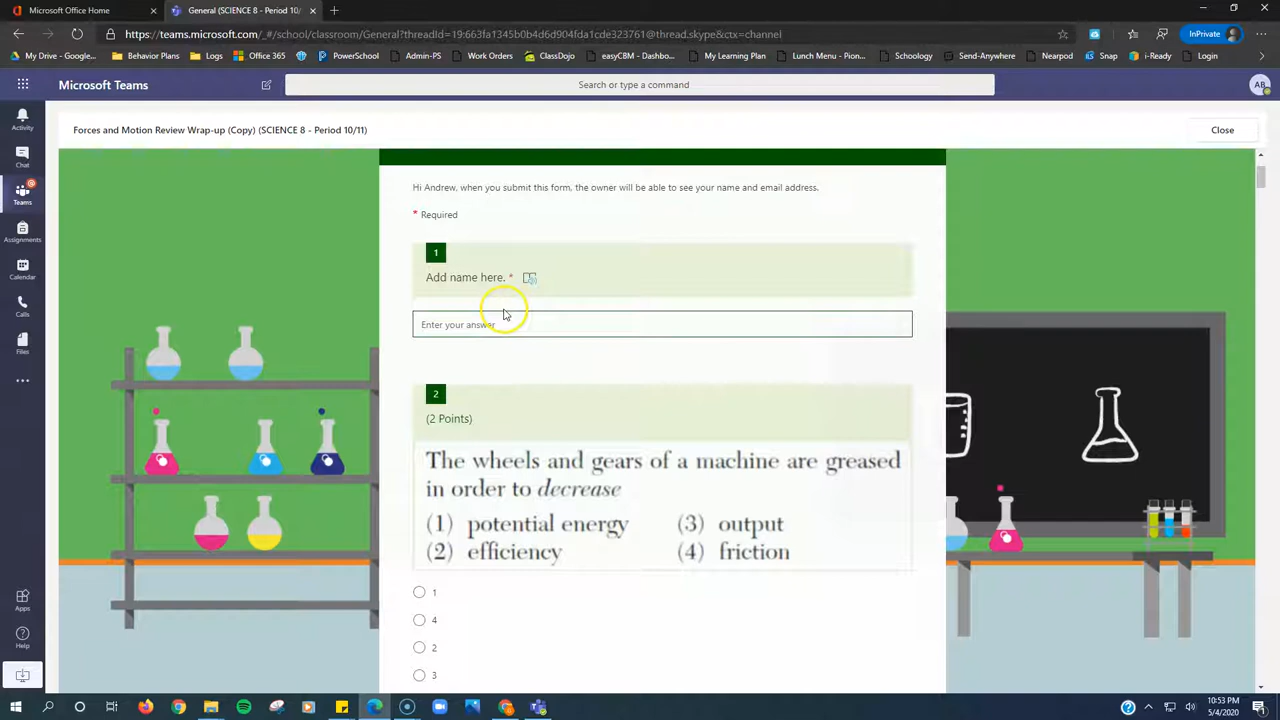 Microsoft Office Home
General (SCIENCE 8 - Period 10/
https://teams.microsoft.com/_#/school/classroom/General?threadId=19:663fa1345b0b4d6d904fda1cde323761@thread.skype&ctx=channel
InPrivate
My Drive - Google...
Behavior Plans
Logs
Office 365
Administrative
Admin-PS
Work Orders
ClassDojo
easyCBM - Dashbo...
Lunch Menu - Pion...
Schoology
Send-Anywhere
Nearpod
Snap
i-Ready
Login
Microsoft Teams
Search or type a command
AB
Activity
Chat
Teams
Assignments
Calendar
Calls
Files
Apps
Help
Forces and Motion Review Wrap-up (Copy) (SCIENCE 8 - Period 10/11)
Close
Hi Andrew, when you submit this form, the owner will be able to see your name and email address.
* Required
1
Add name here. *
Enter your answer
2
(2 Points)
The wheels and gears of a machine are greased
in order to decrease
(1) potential energy (3) output
(2) efficiency (4) friction
1
4
2
3
10:53 PM
5/4/2020